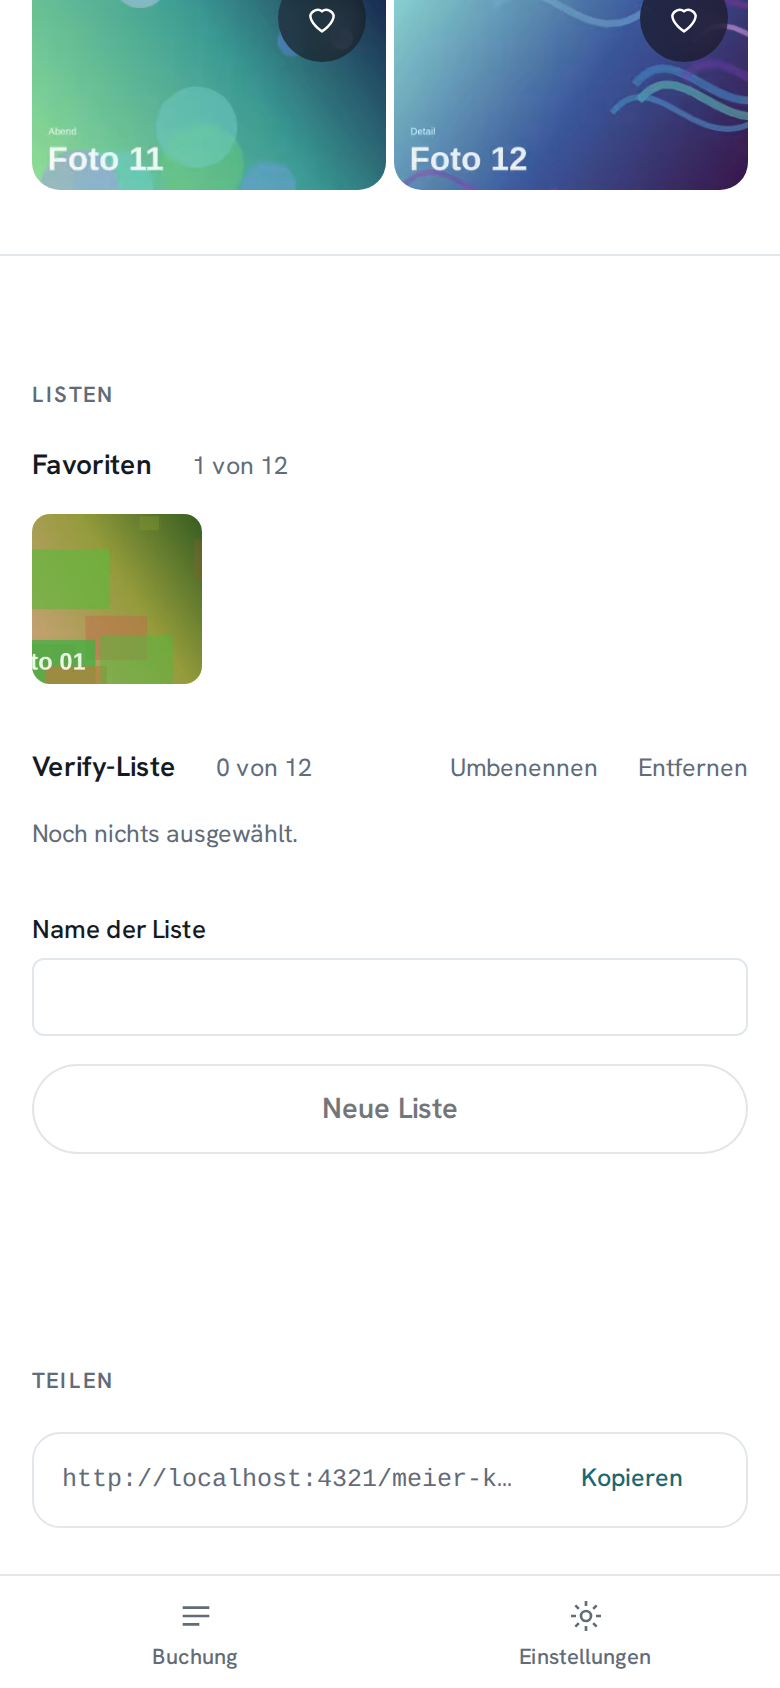 Abend
Foto 11
Detail
Foto 12
LISTEN
Favoriten 1 von 12
to 01
Verify-Liste 0 von 12 Umbenennen Entfernen
Noch nichts ausgewählt.
Name der Liste
Neue Liste
TEILEN
http://localhost:4321/meier-k… Kopieren
Buchung Einstellungen